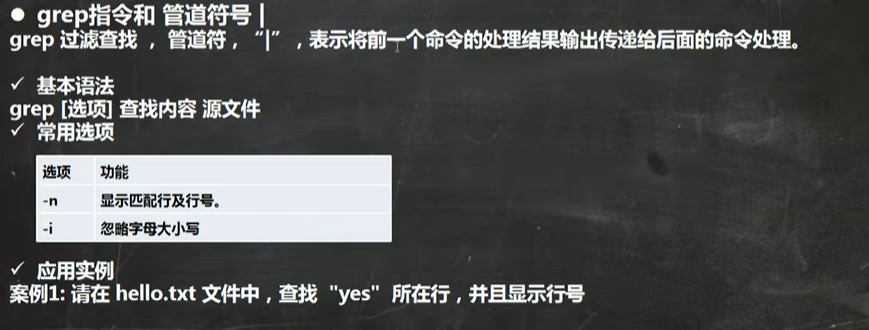 ● grep指令和 管道符号 |
grep 过滤查找 ， 管道符，“|” ，表示将前一个命令的处理结果输出传递给后面的命令处理。
✓ 基本语法
grep [选项] 查找内容 源文件
✓ 常用选项
选项 功能
-n 显示匹配行及行号。
-i 忽略字母大小写
✓ 应用实例
案例1: 请在 hello.txt 文件中，查找 "yes" 所在行，并且显示行号